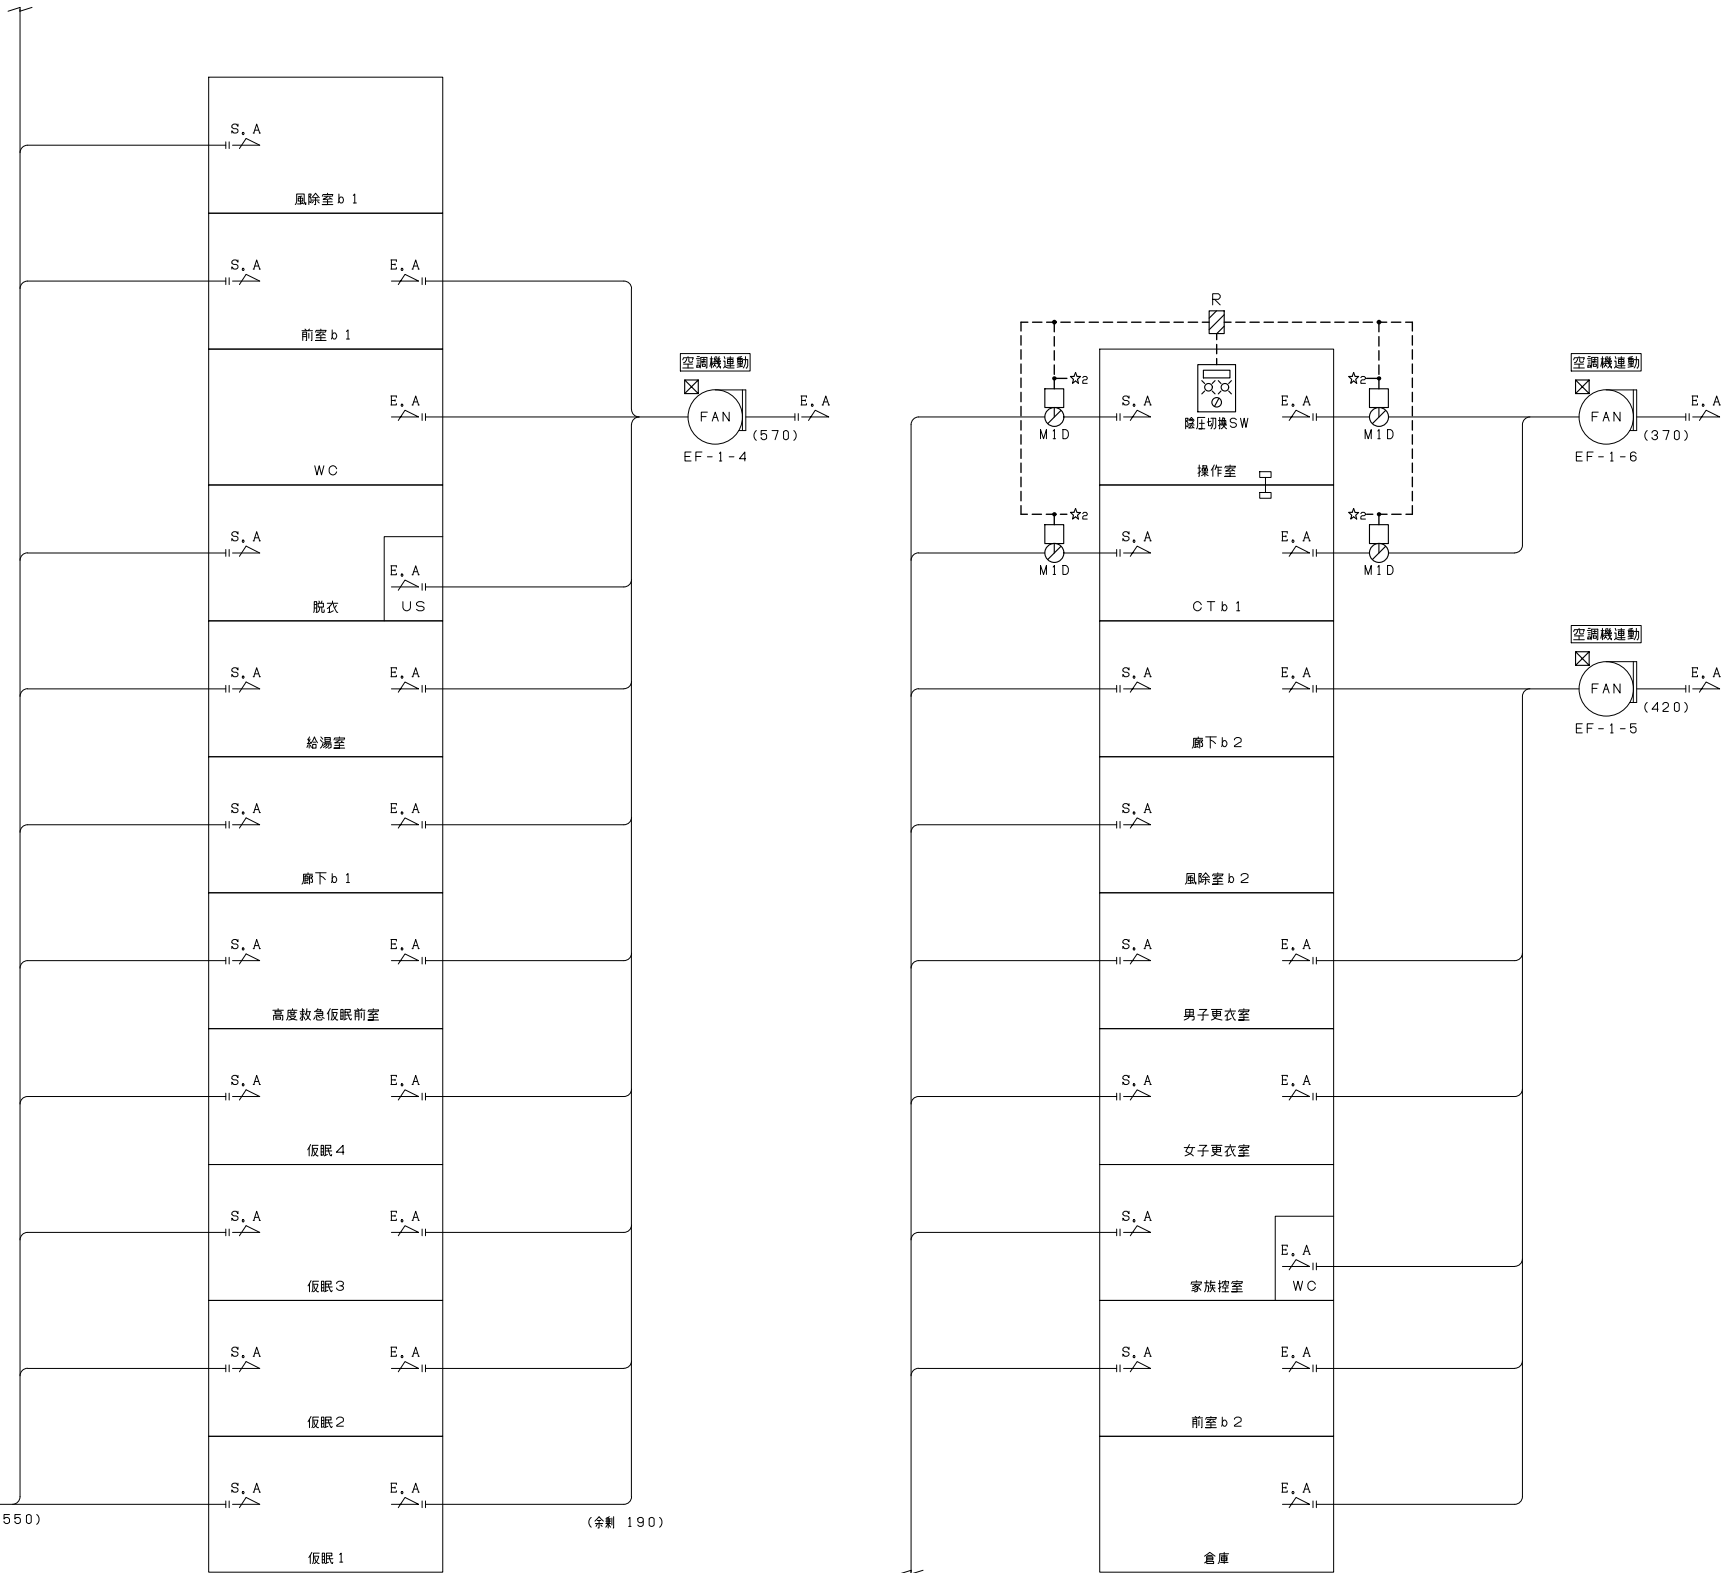 S.A
風除室b1
S.A E.A
前室b1
E.A
WC
空調機連動
FAN
E.A
(570)
EF-1-4
S.A
E.A
脱衣 US
S.A E.A
給湯室
S.A E.A
廊下b1
S.A E.A
高度救急仮眠前室
S.A E.A
仮眠4
S.A E.A
仮眠3
S.A E.A
仮眠2
S.A E.A
仮眠1
550)
(余剰 190)
R
☆2 ☆2
S.A E.A
M1D M1D
陰圧切換SW
操作室
空調機連動
FAN
E.A
(370)
EF-1-6
☆2 ☆2
S.A E.A
M1D M1D
CTb1
空調機連動
FAN
E.A
(420)
EF-1-5
S.A E.A
廊下b2
S.A
風除室b2
S.A E.A
男子更衣室
S.A E.A
女子更衣室
S.A
E.A
家族控室 WC
S.A E.A
前室b2
E.A
倉庫